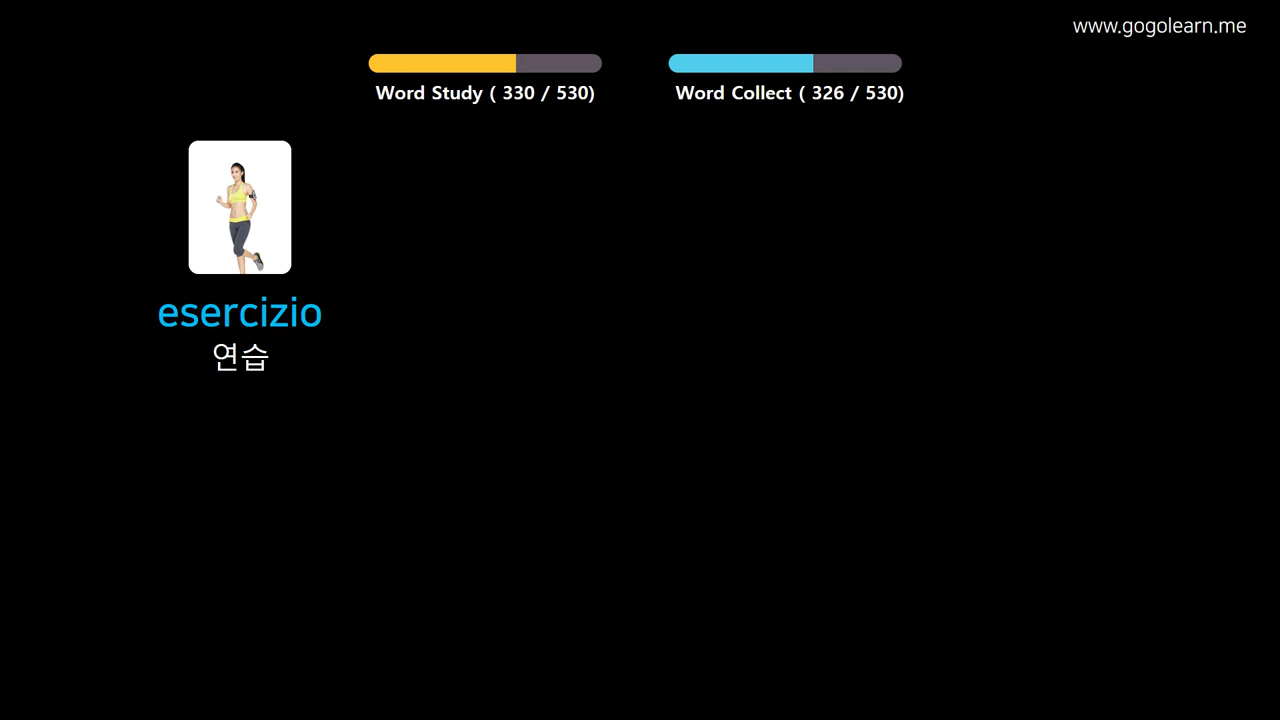 www.gogolearn.me
Word Study ( 330 / 530)
Word Collect ( 326 / 530)
esercizio
연습